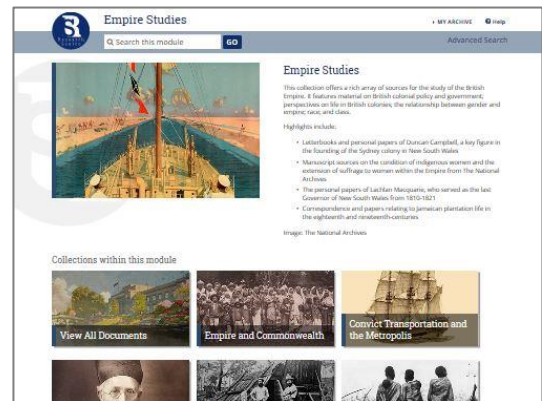 Empire Studies
MY ARCHIVE Help
Search this module GO
Advanced Search
Empire Studies
This collection offers a rich array of sources for the study of the British
Empire. It features material on British colonial policy and government;
perspectives on life in British colonies; the relationship between gender and
empire; race; and class.
Highlights include:
• Letterbooks and personal papers of Duncan Campbell, a key figure in
the founding of the Sydney colony in New South Wales
• Manuscript sources on the condition of indigenous women and the
extension of suffrage to women within the Empire from The National
Archives
• The personal papers of Lachlan Macquarie, who served as the last
Governor of New South Wales from 1810-1821
• Correspondence and papers relating to Jamaican plantation life in
the eighteenth and nineteenth-centuries
Image: The National Archives
Collections within this module
View All Documents
Empire and Commonwealth
Convict Transportation and
the Metropolis